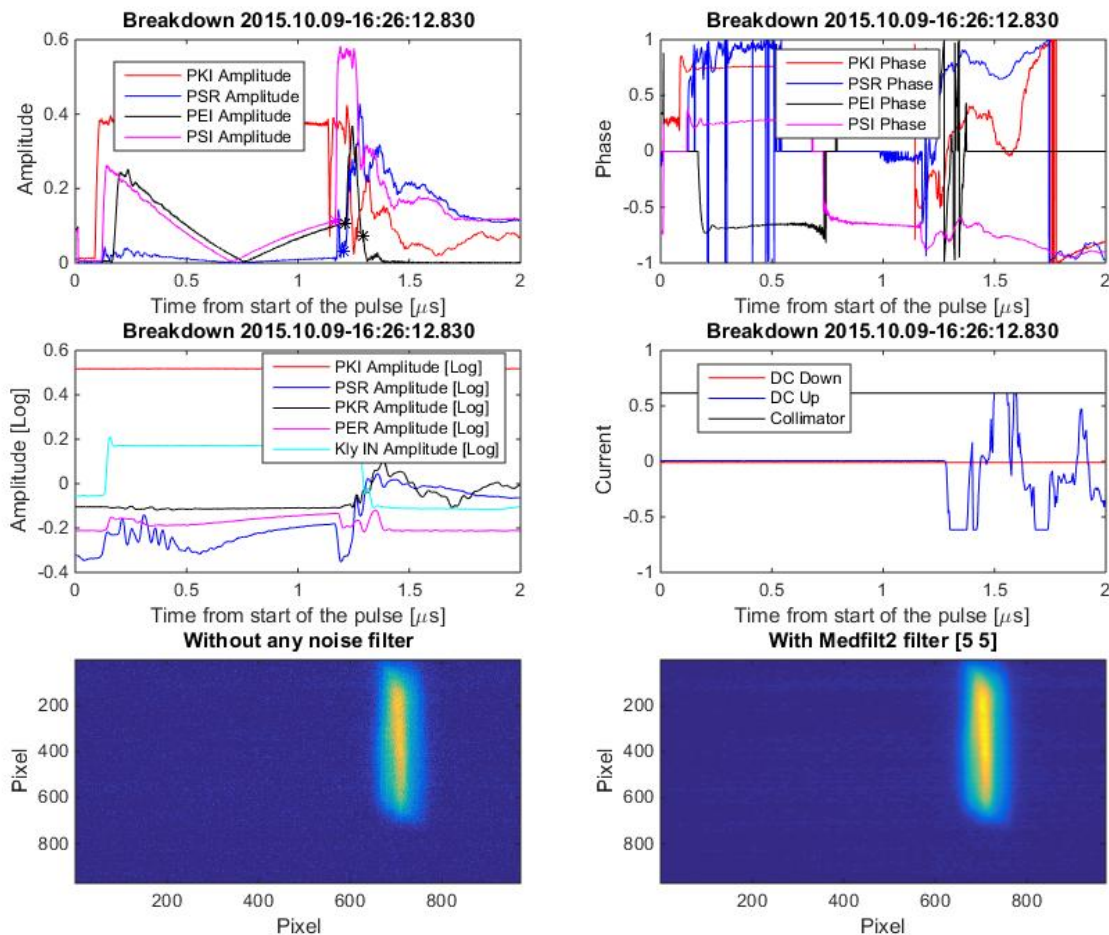 Breakdown 2015.10.09-16:26:12.830
0.6
0.4
0.2
0
Amplitude
PKI Amplitude
PSR Amplitude
PEI Amplitude
PSI Amplitude
0 0.5 1 1.5 2
Time from start of the pulse [μs]
Breakdown 2015.10.09-16:26:12.830
1
0.5
0
-0.5
-1
Phase
PKI Phase
PSR Phase
PEI Phase
PSI Phase
0 0.5 1 1.5 2
Time from start of the pulse [μs]
Breakdown 2015.10.09-16:26:12.830
0.6
0.4
0.2
0
-0.2
-0.4
Amplitude [Log]
PKI Amplitude [Log]
PSR Amplitude [Log]
PKR Amplitude [Log]
PER Amplitude [Log]
Kly IN Amplitude [Log]
0 0.5 1 1.5 2
Time from start of the pulse [μs]
Breakdown 2015.10.09-16:26:12.830
1
0.5
0
-0.5
-1
Current
DC Down
DC Up
Collimator
0 0.5 1 1.5 2
Time from start of the pulse [μs]
Without any noise filter
200
400
600
800
Pixel
200 400 600 800
Pixel
With Medfilt2 filter [5 5]
200
400
600
800
Pixel
200 400 600 800
Pixel